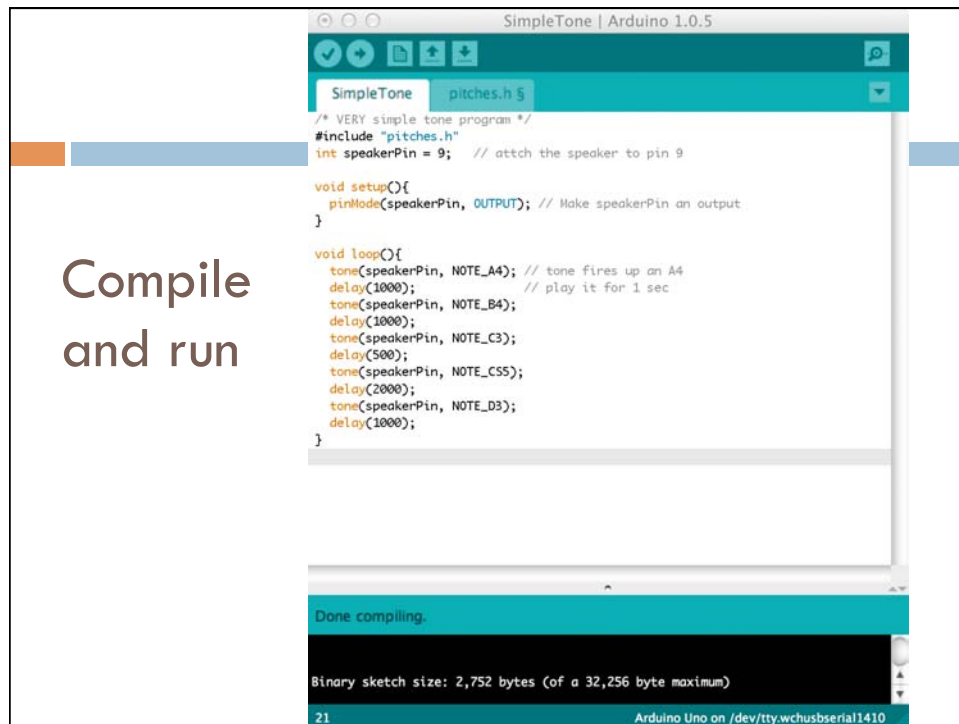 SimpleTone | Arduino 1.0.5
SimpleTone pitches.h §
/* VERY simple tone program */
#include "pitches.h"
int speakerPin = 9;   // attch the speaker to pin 9
void setup(){
  pinMode(speakerPin, OUTPUT); // Make speakerPin an output
}
void loop(){
  tone(speakerPin, NOTE_A4); // tone fires up an A4
  delay(1000);               // play it for 1 sec
  tone(speakerPin, NOTE_B4);
  delay(1000);
  tone(speakerPin, NOTE_C3);
  delay(500);
  tone(speakerPin, NOTE_CS5);
  delay(2000);
  tone(speakerPin, NOTE_D3);
  delay(1000);
}
Compile
and run
Done compiling.
Binary sketch size: 2,752 bytes (of a 32,256 byte maximum)
21 Arduino Uno on /dev/tty.wchusbserial1410